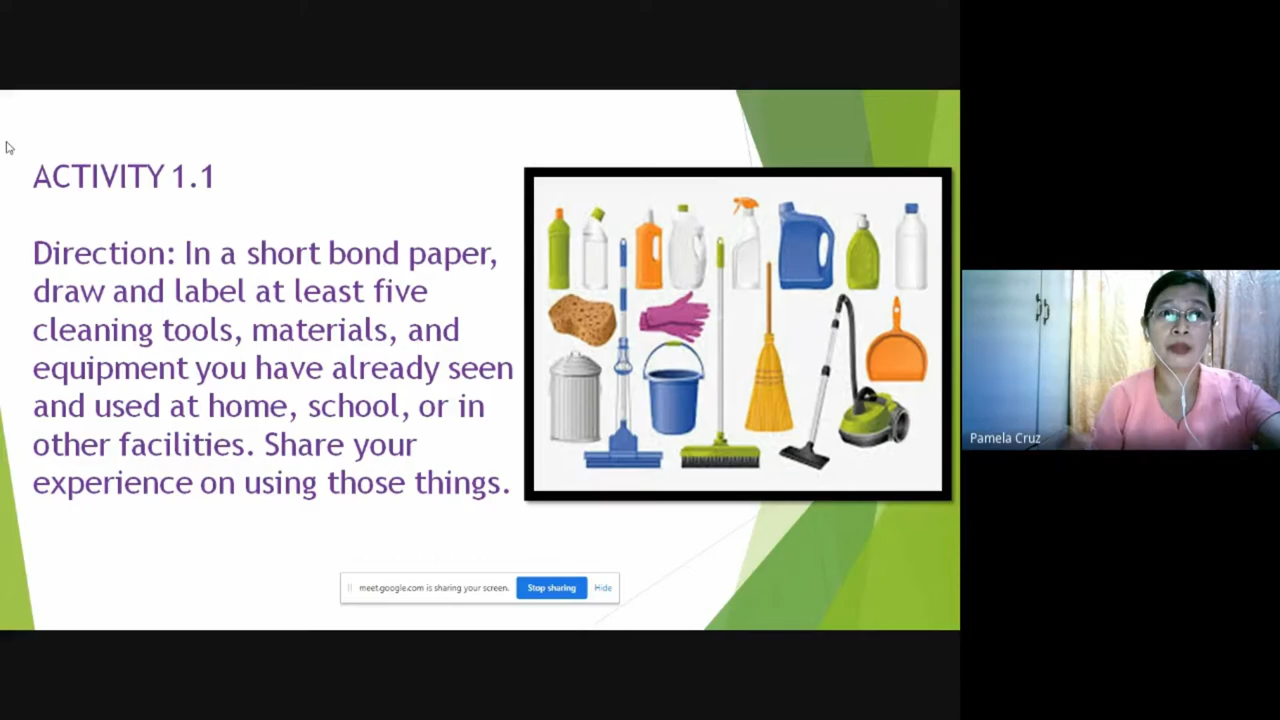 ACTIVITY 1.1
Direction: In a short bond paper,
draw and label at least five
cleaning tools, materials, and
equipment you have already seen
and used at home, school, or in
other facilities. Share your
experience on using those things.
meet.google.com is sharing your screen. Stop sharing Hide
Pamela Cruz